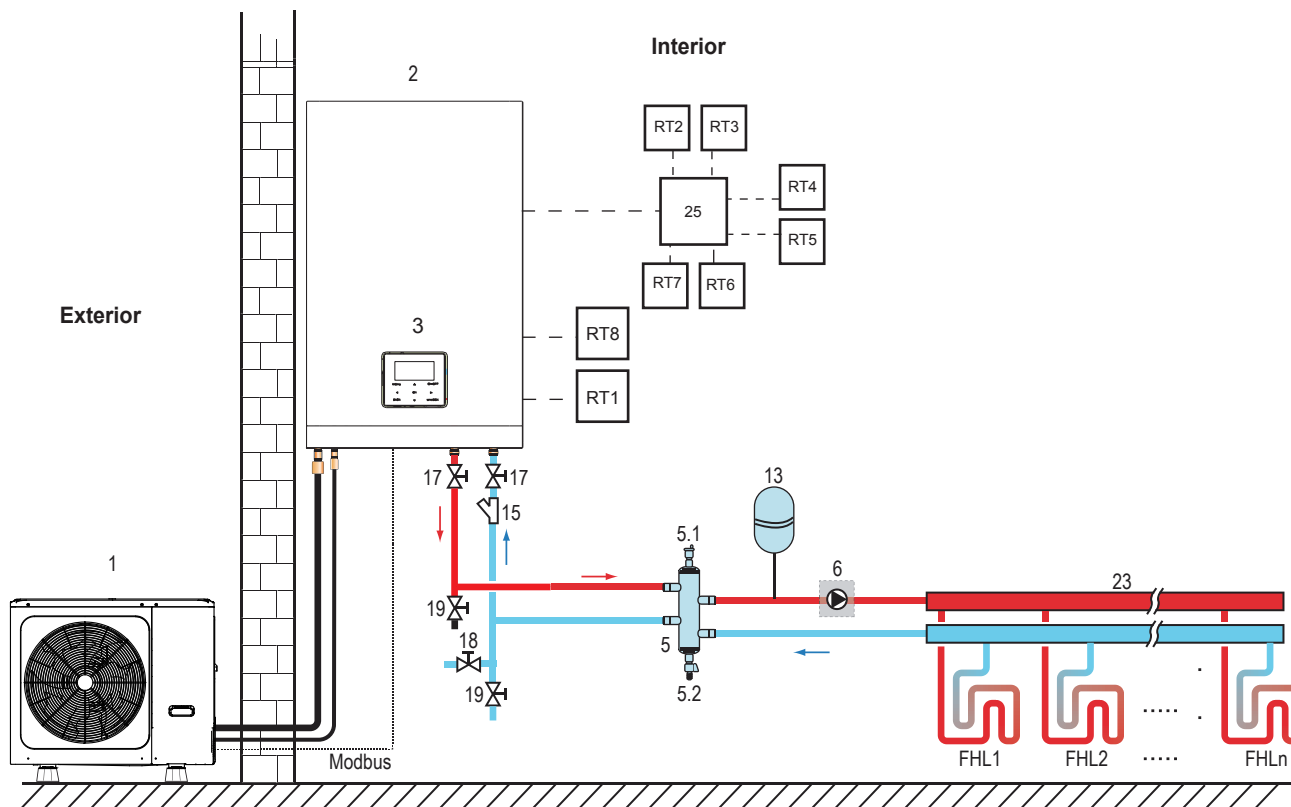 Interior
2
RT2
RT3
RT4
25
RT5
RT7
RT6
Exterior
3
RT8
RT1
17
17
15
13
5.1
1
6
23
19
18
5
5.2
19
FHL1
FHL2
.....
.....
FHLn
Modbus